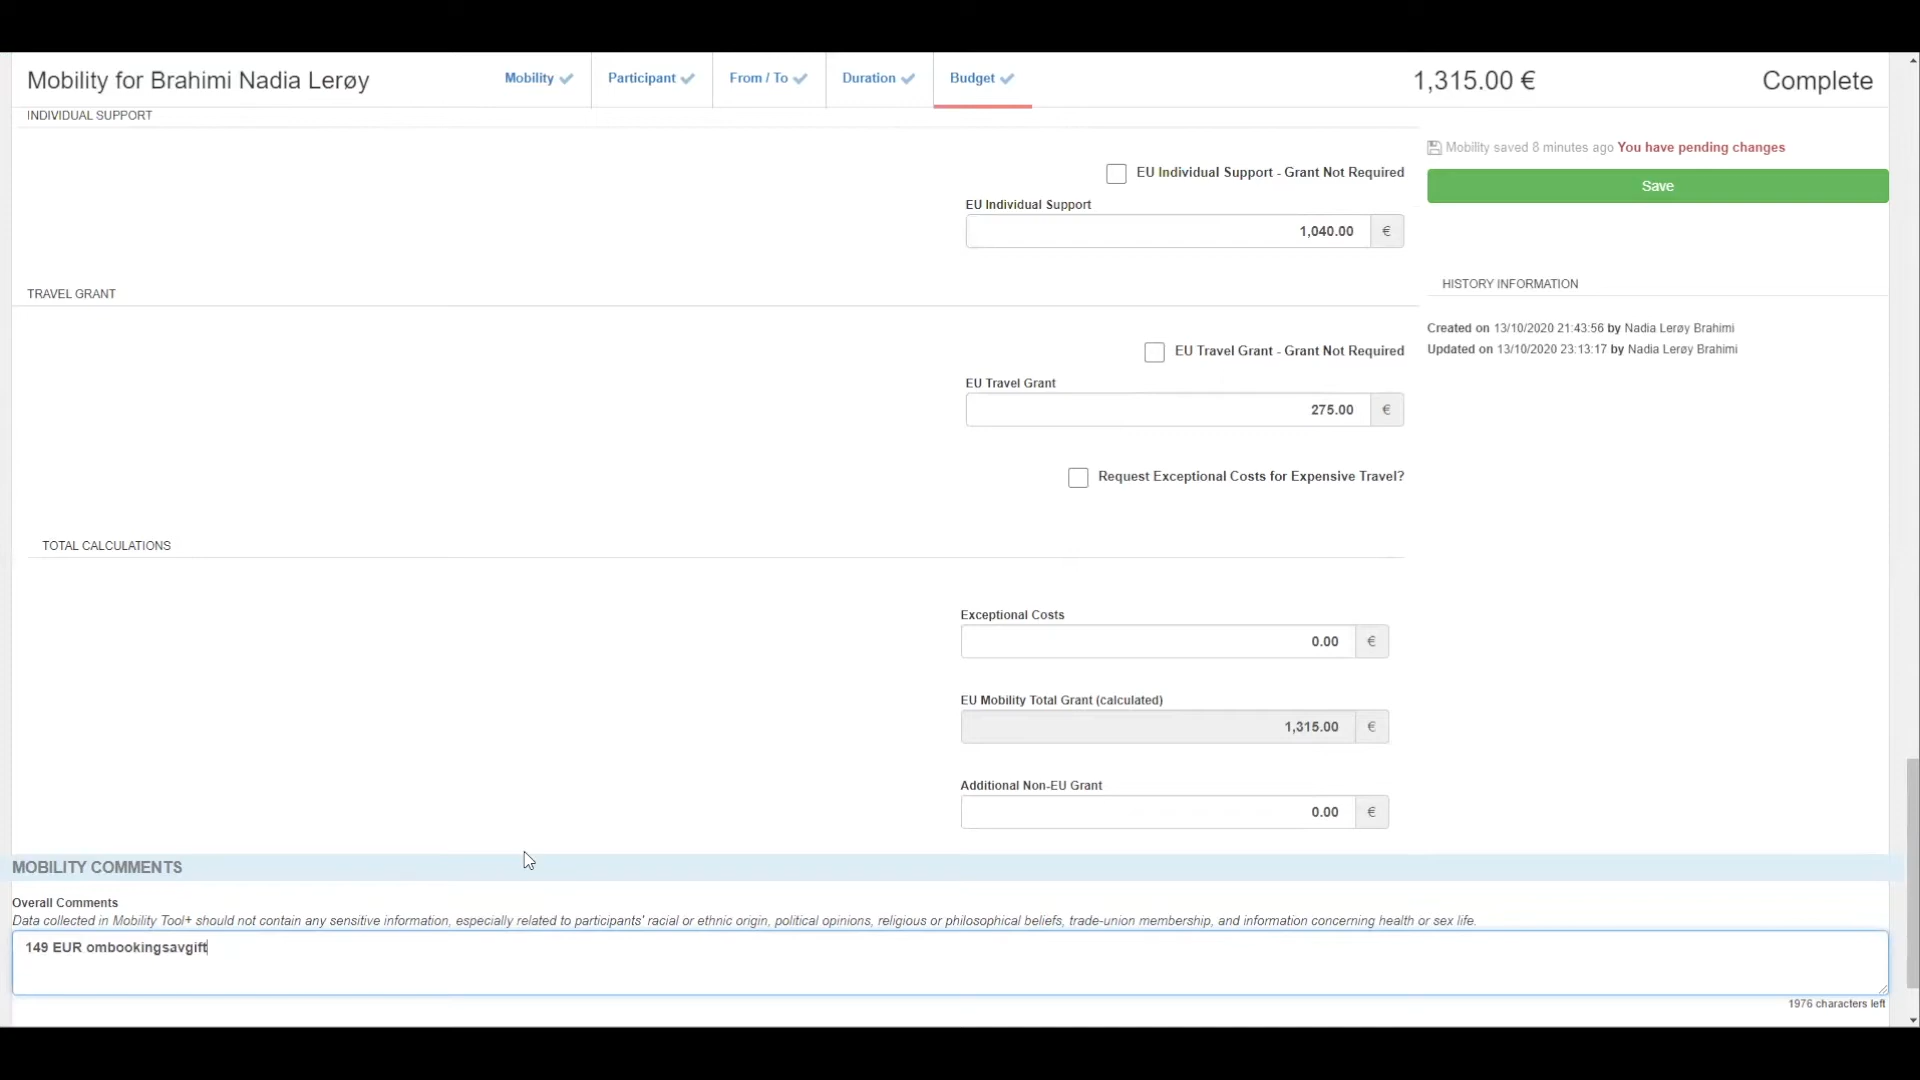 Mobility for Brahimi Nadia Lerøy
Mobility
Participant
From / To
Duration
Budget
1,315.00 €
Complete
INDIVIDUAL SUPPORT
Mobility saved 8 minutes ago You have pending changes
Save
EU Individual Support - Grant Not Required
EU Individual Support
1,040.00 €
TRAVEL GRANT
HISTORY INFORMATION
Created on 13/10/2020 21:43:56 by Nadia Lerøy Brahimi
Updated on 13/10/2020 23:13:17 by Nadia Lerøy Brahimi
EU Travel Grant - Grant Not Required
EU Travel Grant
275.00 €
Request Exceptional Costs for Expensive Travel?
TOTAL CALCULATIONS
Exceptional Costs
0.00 €
EU Mobility Total Grant (calculated)
1,315.00 €
Additional Non-EU Grant
0.00 €
MOBILITY COMMENTS
Overall Comments
Data collected in Mobility Tool+ should not contain any sensitive information, especially related to participants' racial or ethnic origin, political opinions, religious or philosophical beliefs, trade-union membership, and information concerning health or sex life.
149 EUR ombookingsavgift
1976 characters left